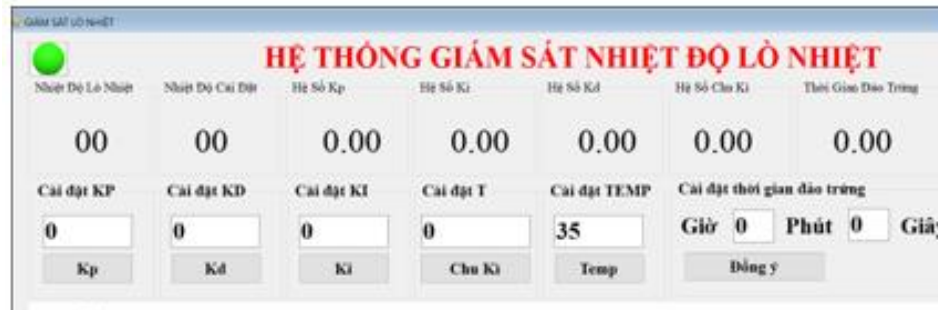 GIÁM SÁT LÒ NHIỆT
HỆ THỐNG GIÁM SÁT NHIỆT ĐỘ LÒ NHIỆT
Nhiệt Độ Lò Nhiệt Nhiệt Độ Cài Đặt Hệ Số Kp Hệ Số Ki Hệ Số Kd Hệ Số Chu Kì Thời Gian Đảo Trứng
00 00 0.00 0.00 0.00 0.00 0.00
Cài đặt KP Cài đặt KD Cài đặt KI Cài đặt T Cài đặt TEMP Cài đặt thời gian đảo trứng
0 0 0 0 35 Giờ 0 Phút 0 Giây
Kp Kd Ki Chu Kì Temp Đồng ý